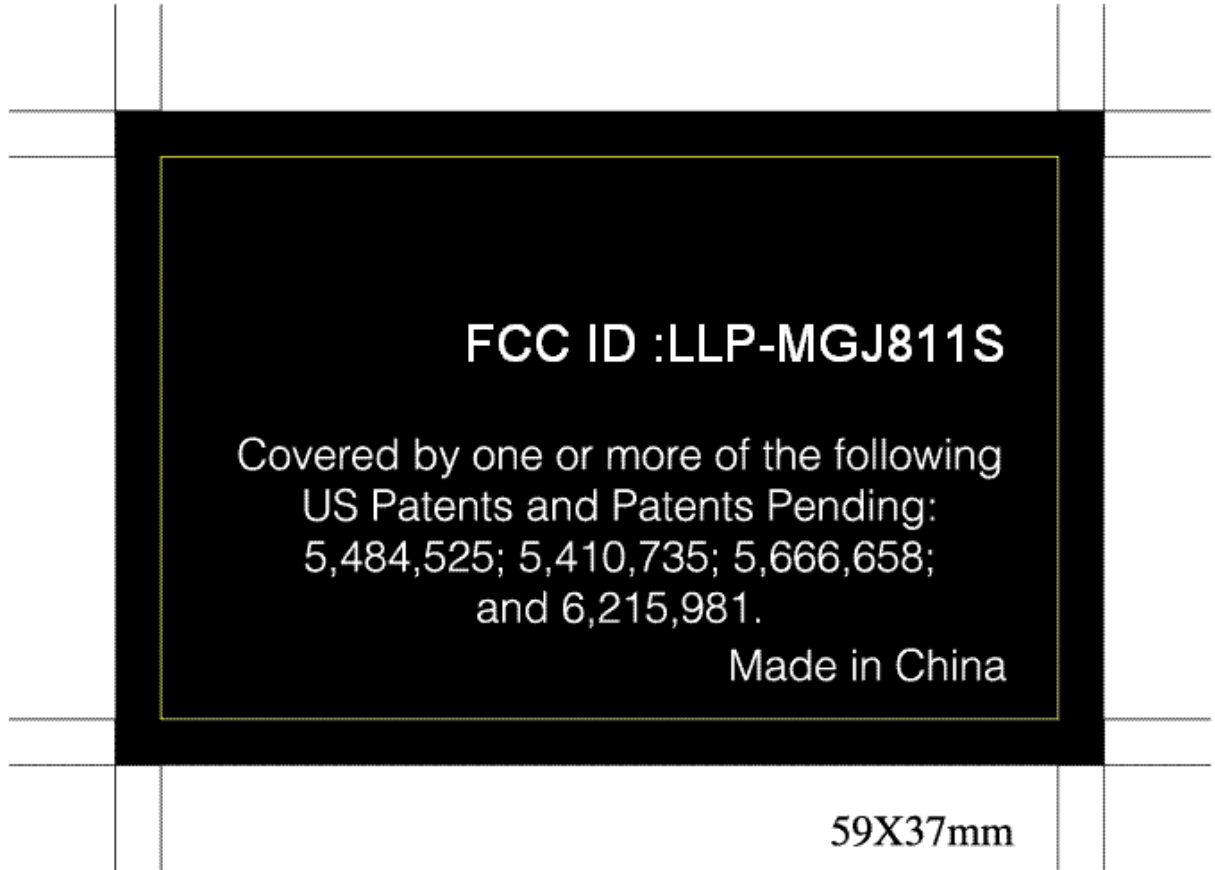 FCC ID :LLP-MGJ811S
Covered by one or more of the following
US Patents and Patents Pending:
5,484,525; 5,410,735; 5,666,658;
and 6,215,981.
Made in China
59X37mm